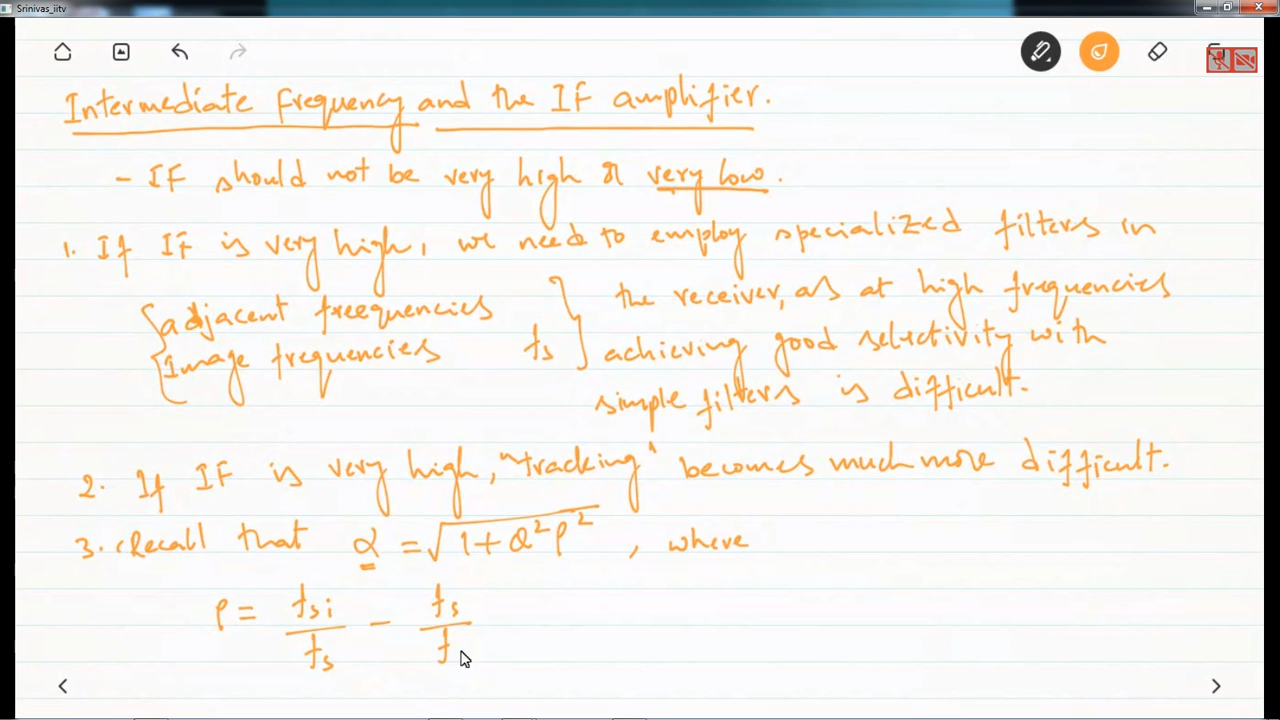 Srinivas_iitv
Intermediate frequency and the IF amplifier.
- IF should not be very high or very low.
1. If IF is very high, we need to employ specialized filters in
the receiver, as at high frequencies
achieving good selectivity with
simple filters is difficult.
adjacent freequencies
Image frequencies
fs
2. If IF is very high, "tracking" becomes much more difficult.
3. Recall that α = √1+Q²ρ² , where
ρ = fsi/fs - fs/f